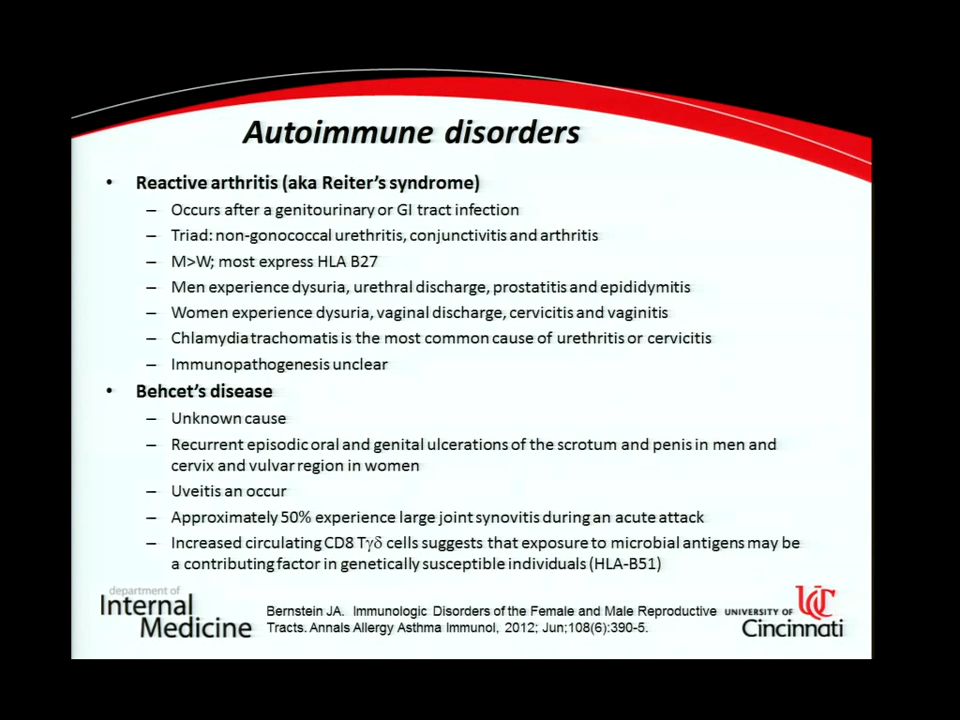 Autoimmune disorders
• Reactive arthritis (aka Reiter's syndrome)
– Occurs after a genitourinary or GI tract infection
– Triad: non-gonococcal urethritis, conjunctivitis and arthritis
– M>W; most express HLA B27
– Men experience dysuria, urethral discharge, prostatitis and epididymitis
– Women experience dysuria, vaginal discharge, cervicitis and vaginitis
– Chlamydia trachomatis is the most common cause of urethritis or cervicitis
– Immunopathogenesis unclear
• Behcet's disease
– Unknown cause
– Recurrent episodic oral and genital ulcerations of the scrotum and penis in men and
cervix and vulvar region in women
– Uveitis an occur
– Approximately 50% experience large joint synovitis during an acute attack
– Increased circulating CD8 Tγδ cells suggests that exposure to microbial antigens may be
a contributing factor in genetically susceptible individuals (HLA-B51)
department of
Internal
Medicine
Bernstein JA. Immunologic Disorders of the Female and Male Reproductive
Tracts. Annals Allergy Asthma Immunol, 2012; Jun;108(6):390-5.
UC
UNIVERSITY OF
Cincinnati